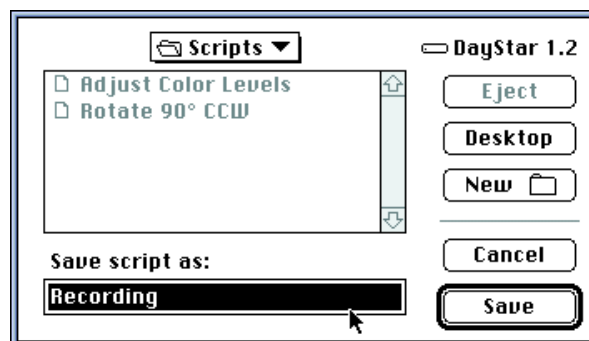 Scripts
DayStar 1.2
Adjust Color Levels
Rotate 90° CCW
Eject
Desktop
New
Save script as:
Recording
Cancel
Save